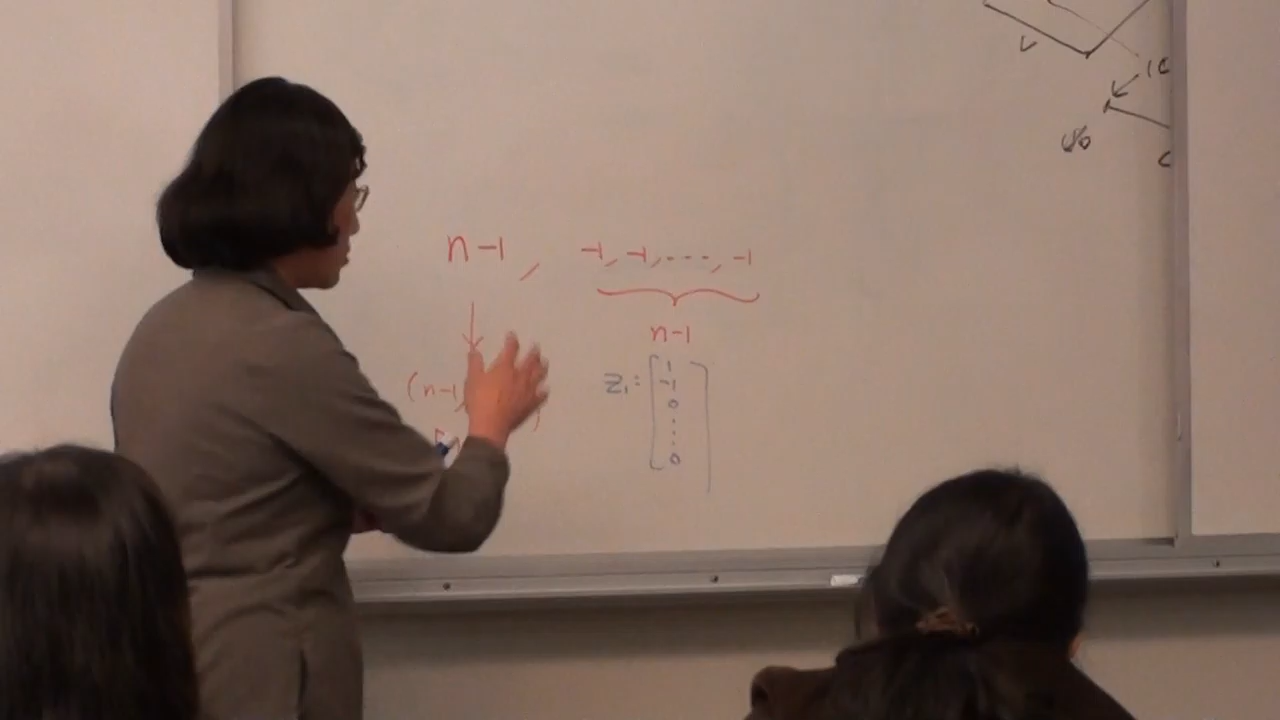 n-1, -1, -1, ..., -1
n-1
(n-1,
z₁ = [1
-1
0
⋮
0]